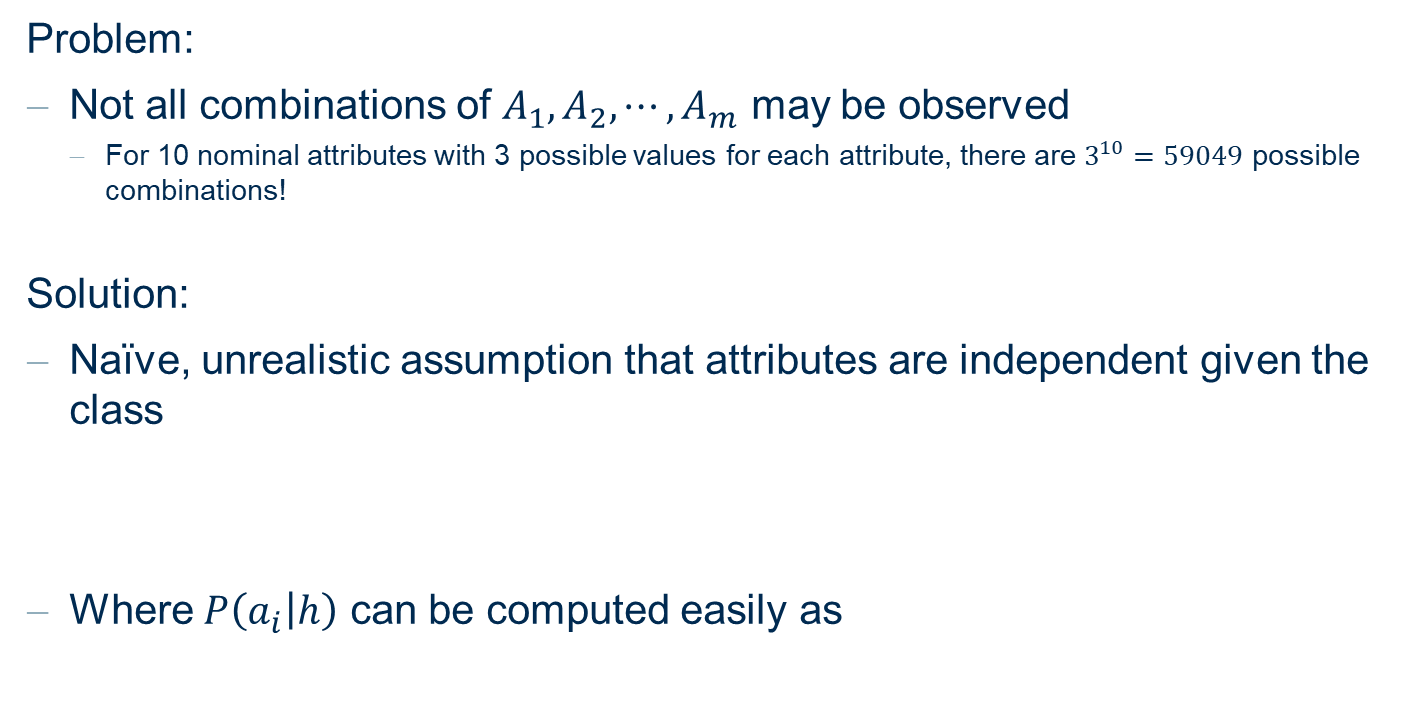 Problem:
– Not all combinations of A₁, A₂, ⋯ , Aₘ may be observed
– For 10 nominal attributes with 3 possible values for each attribute, there are 3¹⁰ = 59049 possible
combinations!
Solution:
– Naïve, unrealistic assumption that attributes are independent given the
class
– Where P(aᵢ|h) can be computed easily as